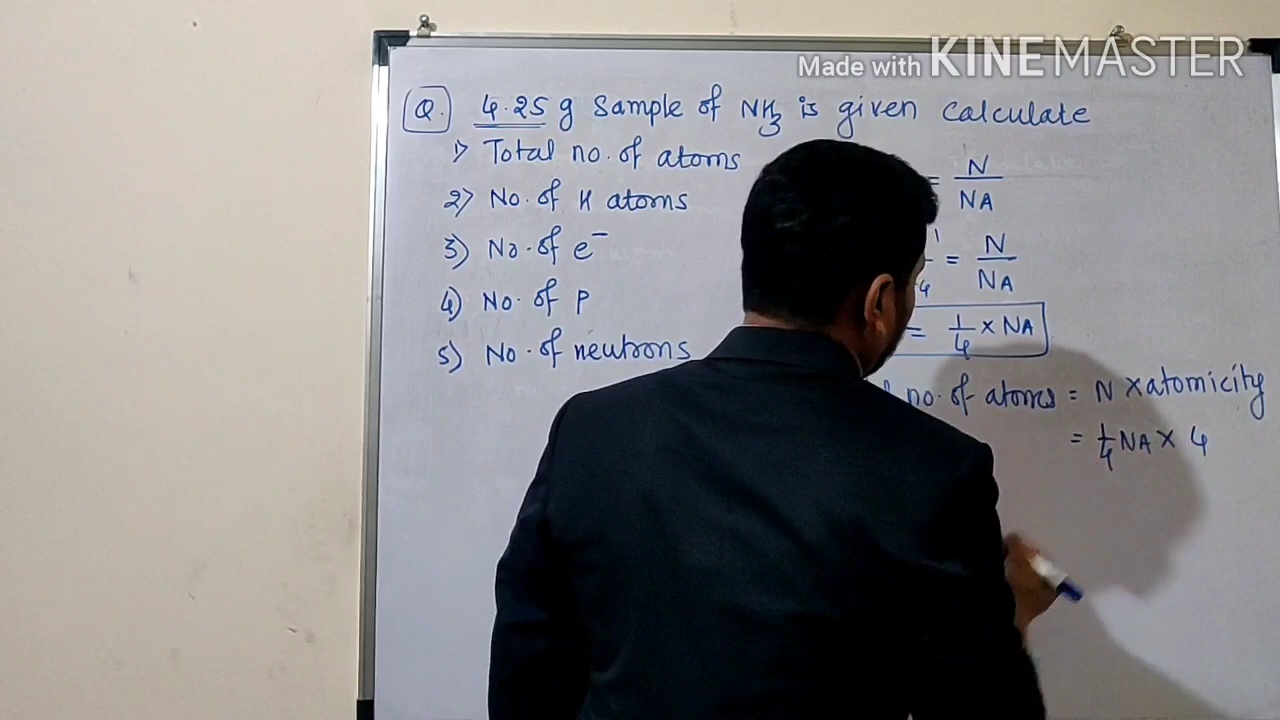 Made with KINEMASTER
Q. 4.25 g Sample of NH3 is given Calculate
1) Total no. of atoms
2) No. of H atoms
3) No. of e⁻
4) No. of P
5) No. of neutrons
= N / NA
1 / 4 = N / NA
= 1/4 × NA
no. of atoms = N × atomicity
= 1/4 NA × 4